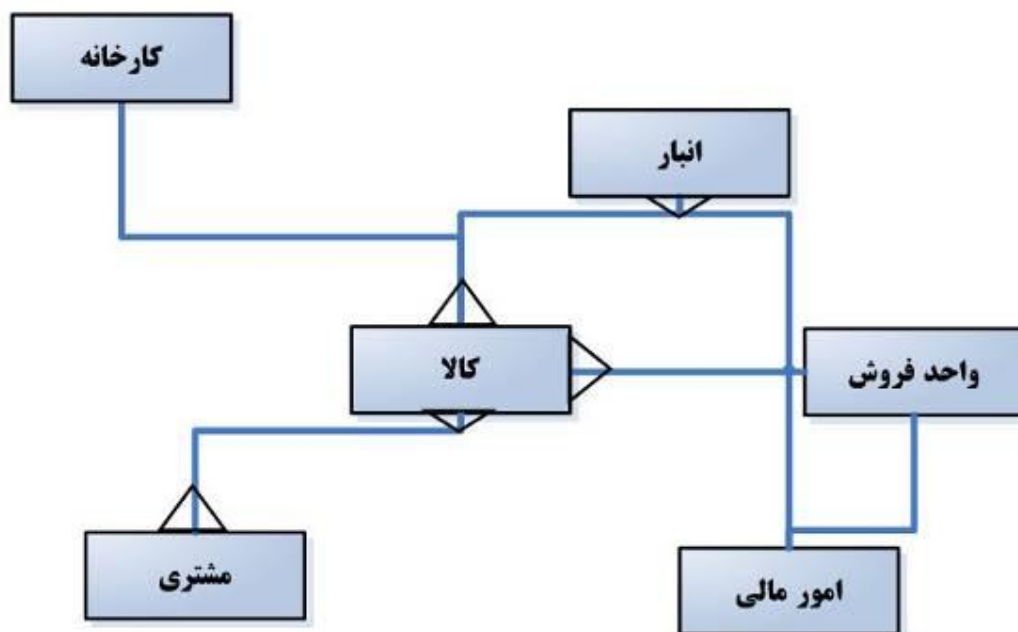 کارخانه
انبار
کالا
واحد فروش
مشتری
امور مالی